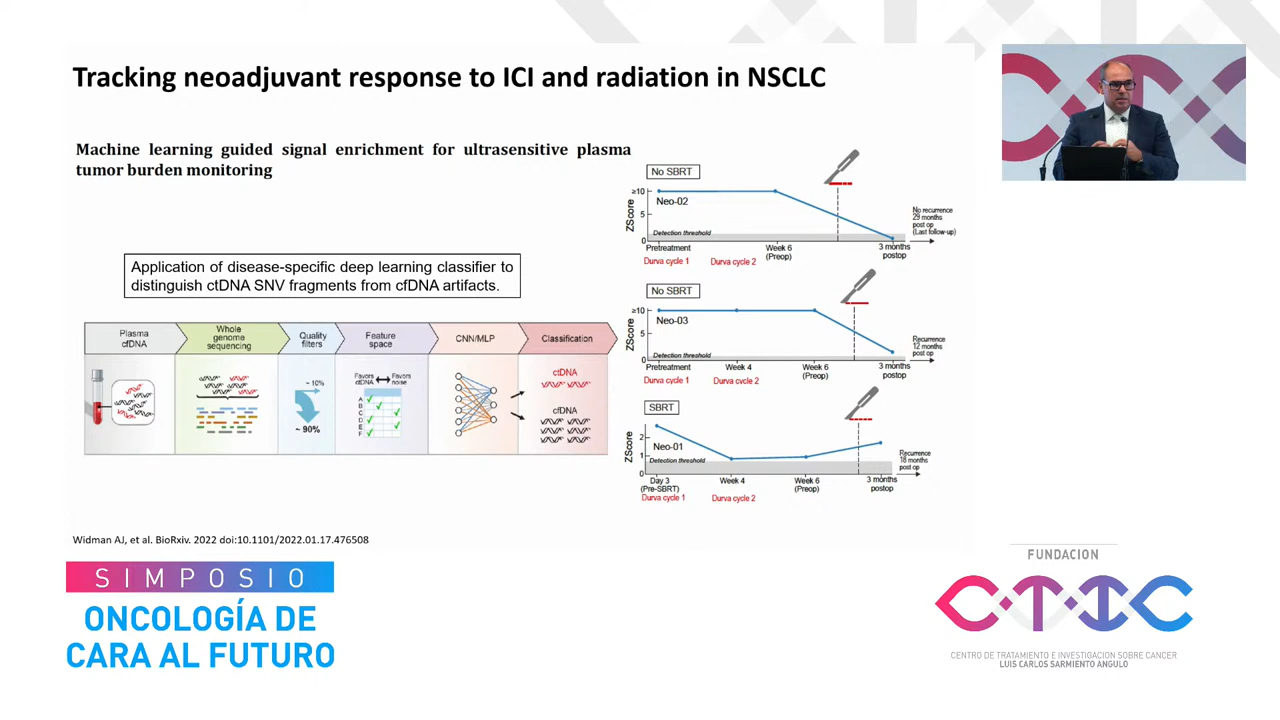 Tracking neoadjuvant response to ICI and radiation in NSCLC
Machine learning guided signal enrichment for ultrasensitive plasma
tumor burden monitoring
Application of disease-specific deep learning classifier to
distinguish ctDNA SNV fragments from cfDNA artifacts.
Plasma
cfDNA
Whole
genome
sequencing
Quality
filters
Feature
space
CNN/MLP
Classification
~ 10%
~ 90%
Favors
ctDNA
Favors
noise
A
B
C
D
E
F
ctDNA
cfDNA
No SBRT
≥10
5
0
ZScore
Neo-02
Detection threshold
Pretreatment
Week 6
(Preop)
3 months
postop
Durva cycle 1
Durva cycle 2
No recurrence
29 months
post op
(Last follow-up)
No SBRT
≥10
5
0
ZScore
Neo-03
Detection threshold
Pretreatment
Week 4
Week 6
(Preop)
3 months
postop
Durva cycle 1
Durva cycle 2
Recurrence
12 months
post op
SBRT
2
1
0
ZScore
Neo-01
Detection threshold
Day 3
(Pre-SBRT)
Week 4
Week 6
(Preop)
3 months
postop
Durva cycle 1
Durva cycle 2
Recurrence
18 months
post op
Widman AJ, et al. BioRxiv. 2022 doi:10.1101/2022.01.17.476508
SIMPOSIO
ONCOLOGÍA DE
CARA AL FUTURO
FUNDACION
CTIC
CENTRO DE TRATAMIENTO E INVESTIGACION SOBRE CANCER
LUIS CARLOS SARMIENTO ANGULO